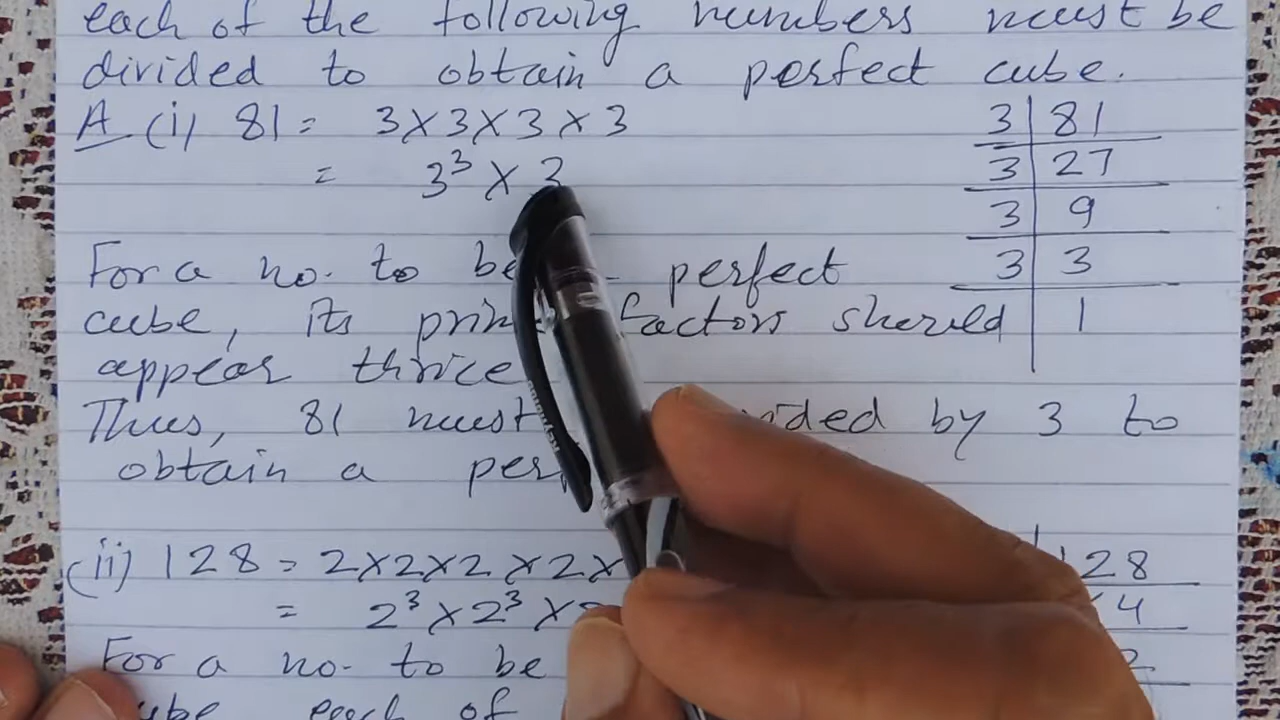 each of the following numbers must be
divided to obtain a perfect cube.
A (i) 81 = 3×3×3×3
= 3³ × 3
For a no. to be perfect
cube, its factors should
appear thrice
Thus, 81 must by 3 to
obtain a
(ii) 128 = 2×2×2×2×
= 2³ × 2³ ×
For a no. to be
each of
3 | 81
3 | 27
3 | 9
3 | 3
1
128
4
2